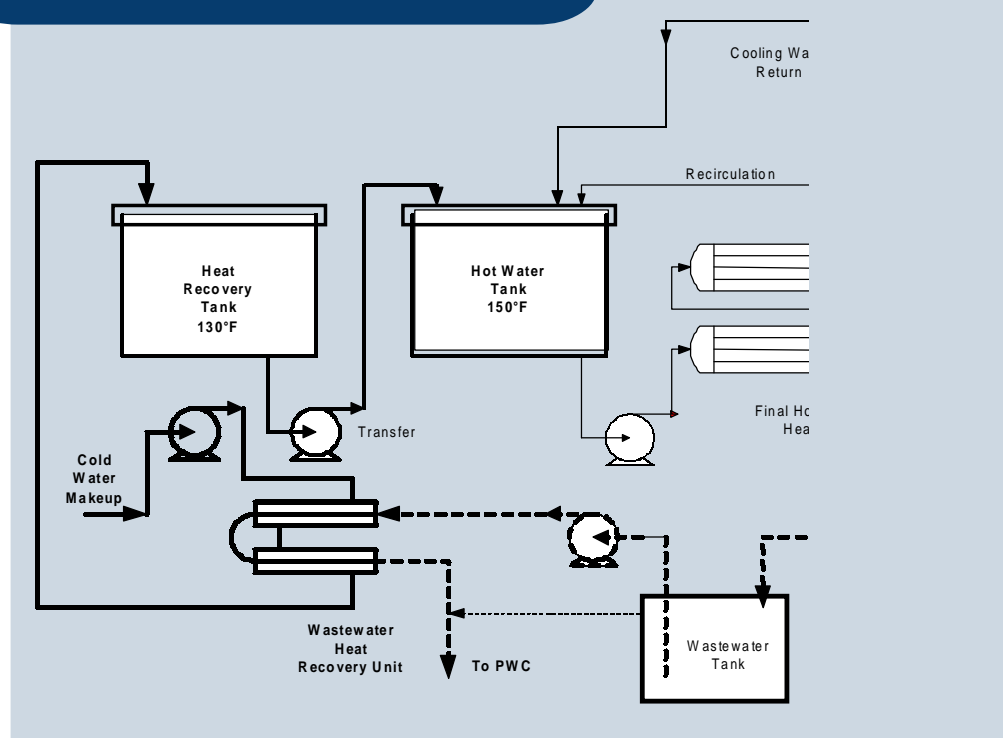 Cooling Wa
Return
Recirculation
Heat
Recovery
Tank
130°F
Hot Water
Tank
150°F
Final Ho
Hea
Transfer
Cold
Water
Makeup
Wastewater
Heat
Recovery Unit
To PWC
Wastewater
Tank